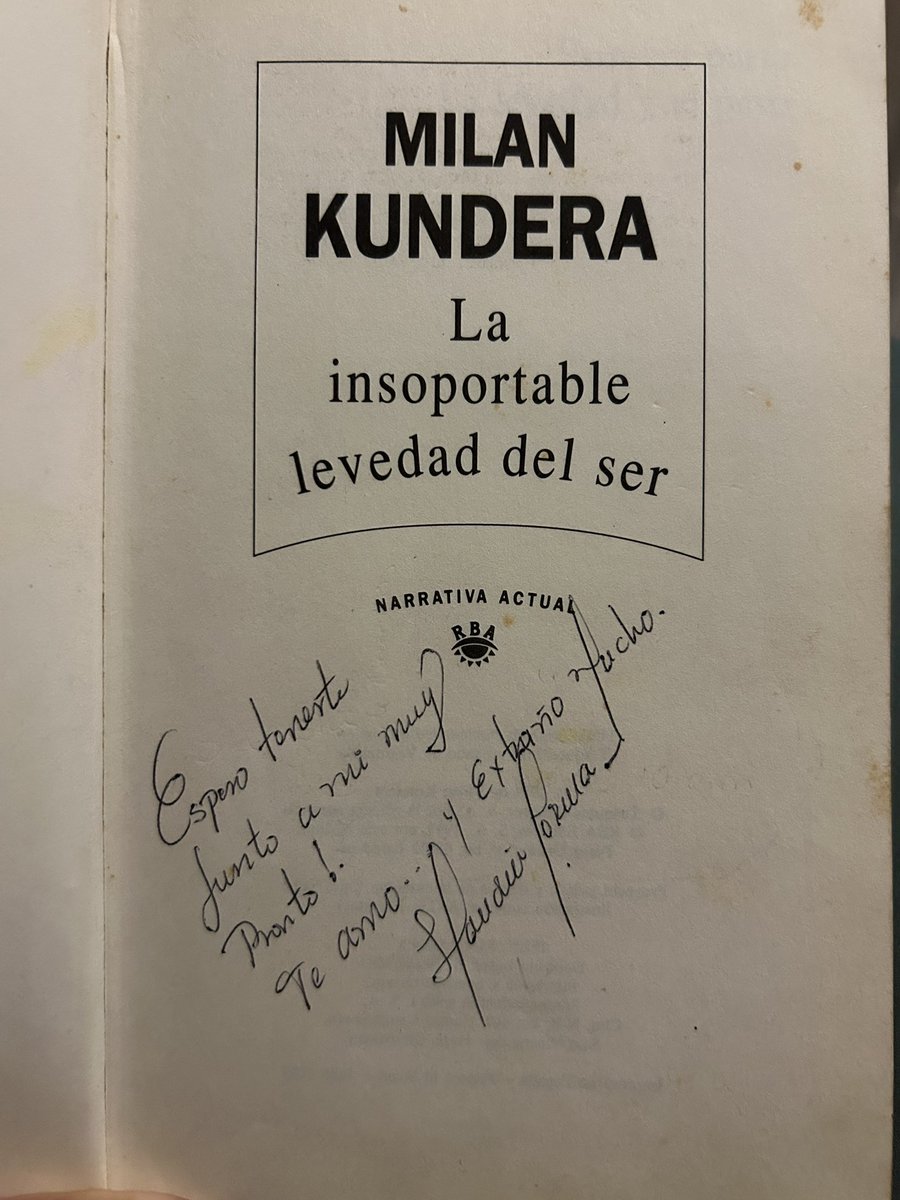 MILAN
KUNDERA
La
insoportable
levedad del ser
NARRATIVA ACTUAL
RBA
Espero tenerte
Junto a mi muy
Pronto!.
Te amo... y Extraño Mucho.